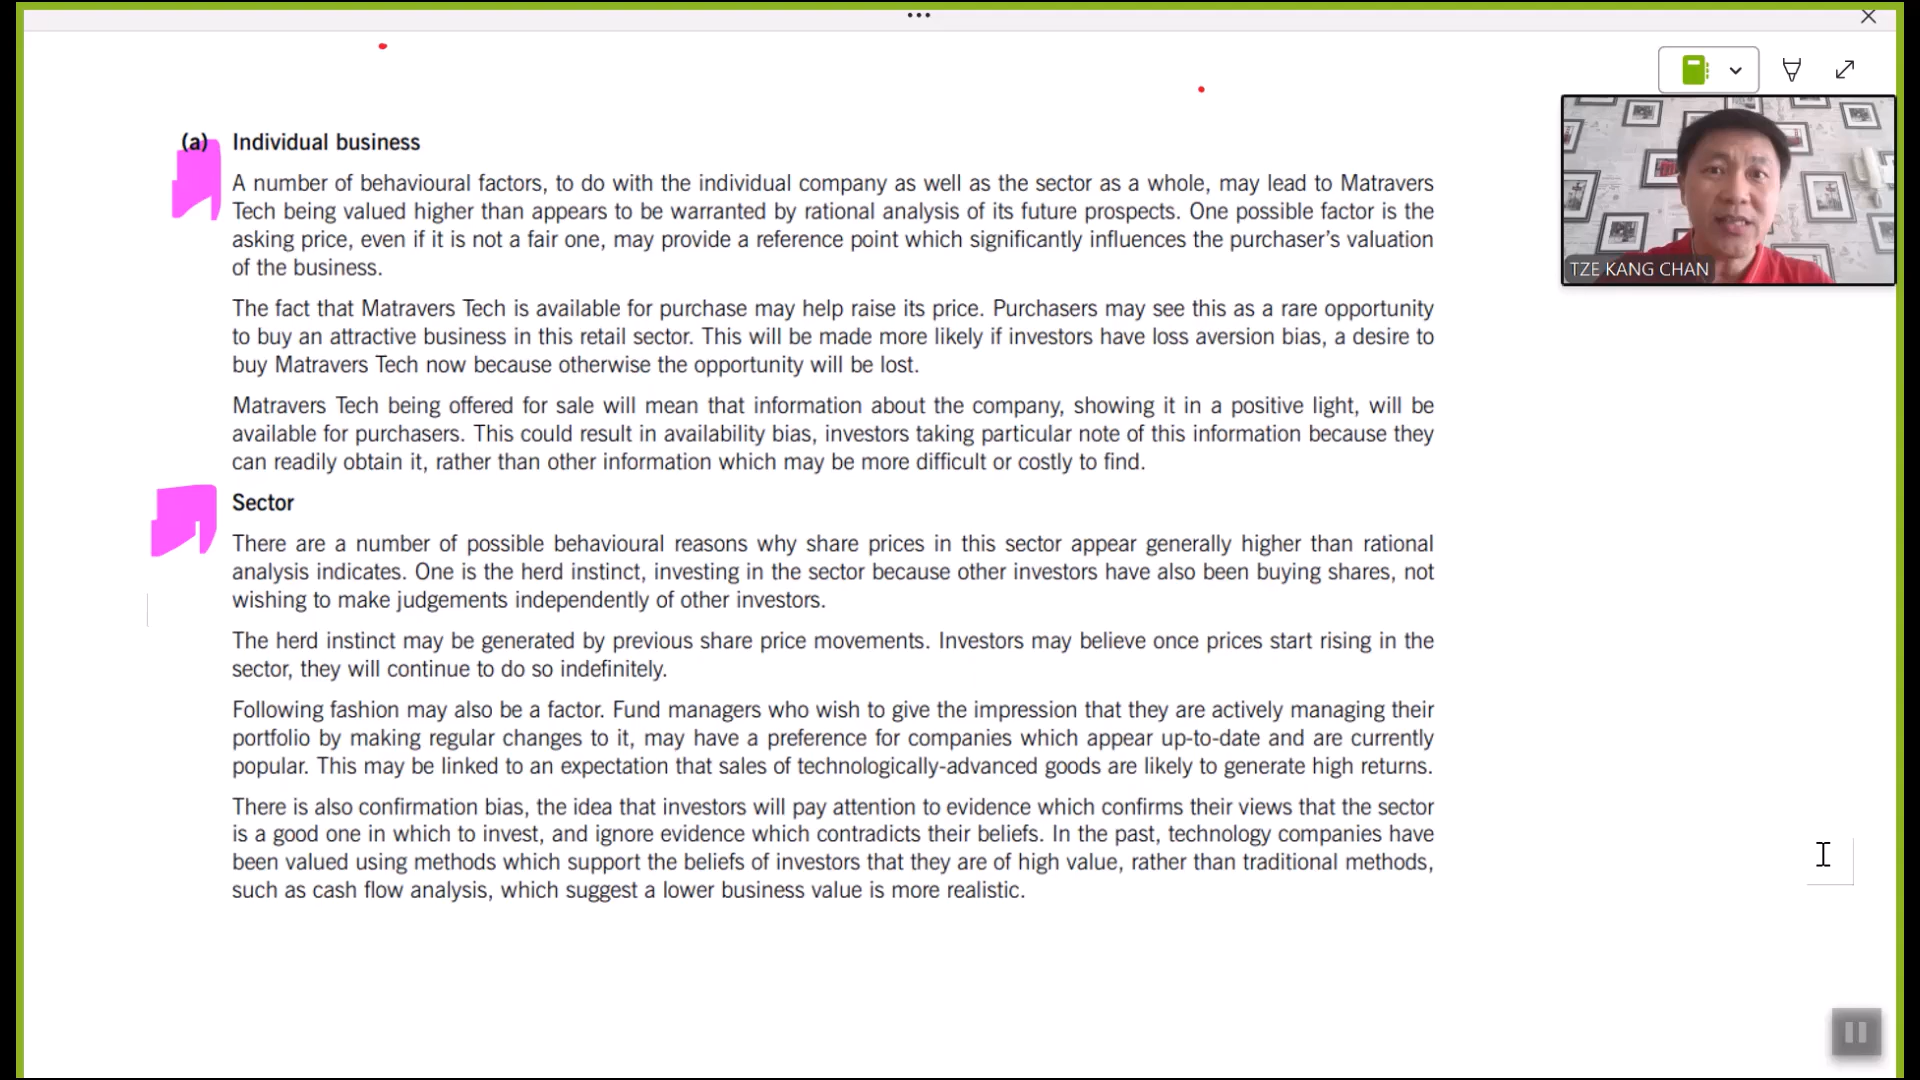 (a) Individual business
A number of behavioural factors, to do with the individual company as well as the sector as a whole, may lead to Matravers
Tech being valued higher than appears to be warranted by rational analysis of its future prospects. One possible factor is the
asking price, even if it is not a fair one, may provide a reference point which significantly influences the purchaser's valuation
of the business.
The fact that Matravers Tech is available for purchase may help raise its price. Purchasers may see this as a rare opportunity
to buy an attractive business in this retail sector. This will be made more likely if investors have loss aversion bias, a desire to
buy Matravers Tech now because otherwise the opportunity will be lost.
Matravers Tech being offered for sale will mean that information about the company, showing it in a positive light, will be
available for purchasers. This could result in availability bias, investors taking particular note of this information because they
can readily obtain it, rather than other information which may be more difficult or costly to find.
Sector
There are a number of possible behavioural reasons why share prices in this sector appear generally higher than rational
analysis indicates. One is the herd instinct, investing in the sector because other investors have also been buying shares, not
wishing to make judgements independently of other investors.
The herd instinct may be generated by previous share price movements. Investors may believe once prices start rising in the
sector, they will continue to do so indefinitely.
Following fashion may also be a factor. Fund managers who wish to give the impression that they are actively managing their
portfolio by making regular changes to it, may have a preference for companies which appear up-to-date and are currently
popular. This may be linked to an expectation that sales of technologically-advanced goods are likely to generate high returns.
There is also confirmation bias, the idea that investors will pay attention to evidence which confirms their views that the sector
is a good one in which to invest, and ignore evidence which contradicts their beliefs. In the past, technology companies have
been valued using methods which support the beliefs of investors that they are of high value, rather than traditional methods,
such as cash flow analysis, which suggest a lower business value is more realistic.
TZE KANG CHAN